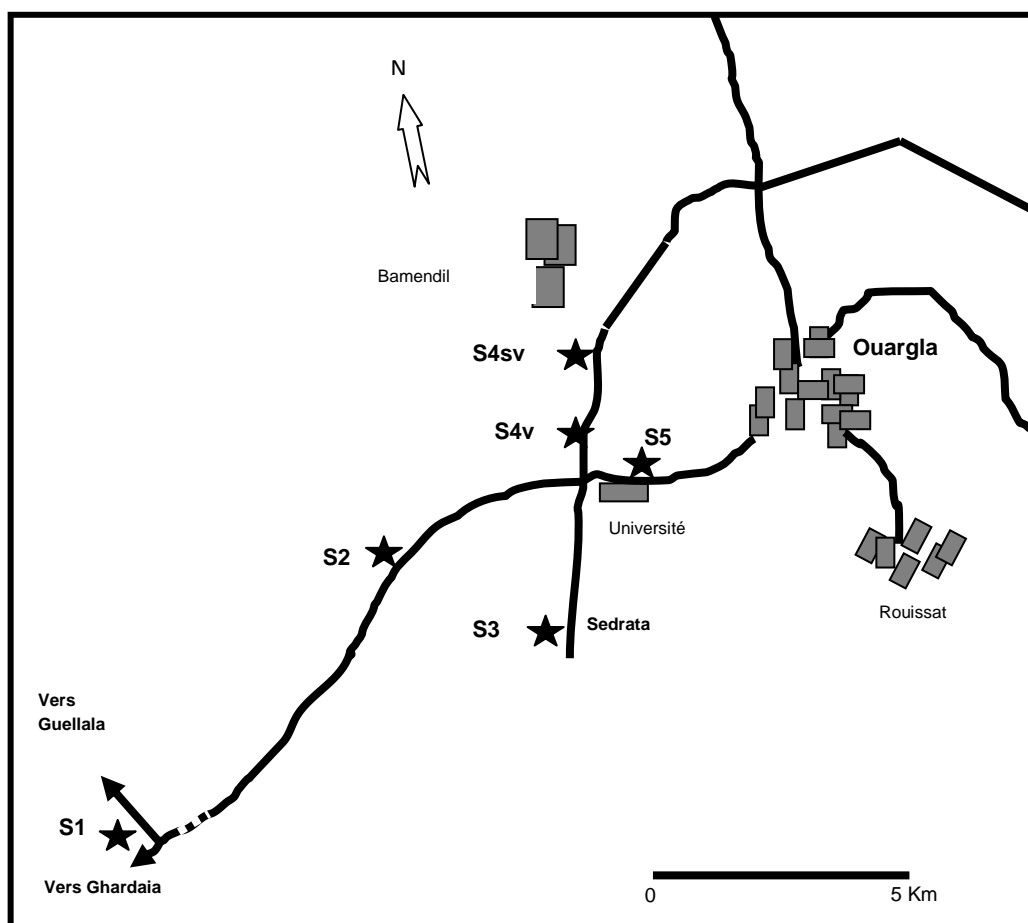 N
Bamendil
S4sv
Ouargla
S4v
S5
Université
S2
S3
Sedrata
Rouissat
Vers
Guellala
S1
Vers Ghardaia
0
5 Km